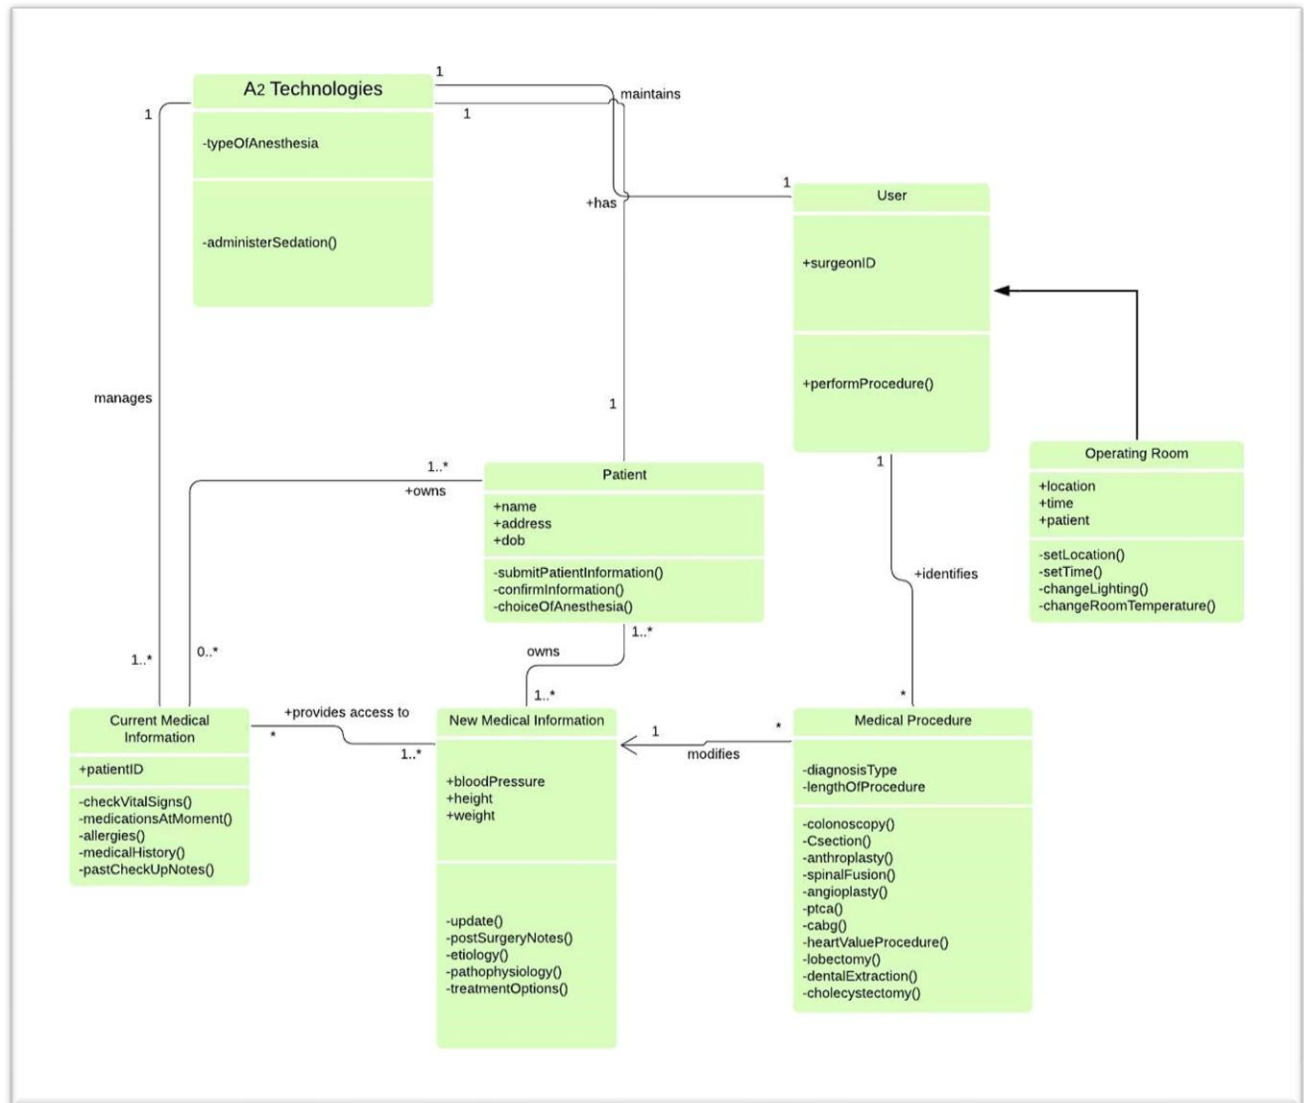 A2 Technologies
-typeOfAnesthesia
-administerSedation()
1
1
1
maintains
+has
1
User
+surgeonID
+performProcedure()
manages
1
1..*
+owns
Patient
+name
+address
+dob
-submitPatientInformation()
-confirmInformation()
-choiceOfAnesthesia()
1
+identifies
Operating Room
+location
+time
+patient
-setLocation()
-setTime()
-changeLighting()
-changeRoomTemperature()
1..*
0..*
owns
1..*
1..*
*
Current Medical
Information
+patientID
-checkVitalSigns()
-medicationsAtMoment()
-allergies()
-medicalHistory()
-pastCheckUpNotes()
+provides access to
*
1..*
New Medical Information
+bloodPressure
+height
+weight
-update()
-postSurgeryNotes()
-etiology()
-pathophysiology()
-treatmentOptions()
1
*
modifies
Medical Procedure
-diagnosisType
-lengthOfProcedure
-colonoscopy()
-Csection()
-anthroplasty()
-spinalFusion()
-angioplasty()
-ptca()
-cabg()
-heartValueProcedure()
-lobectomy()
-dentalExtraction()
-cholecystectomy()